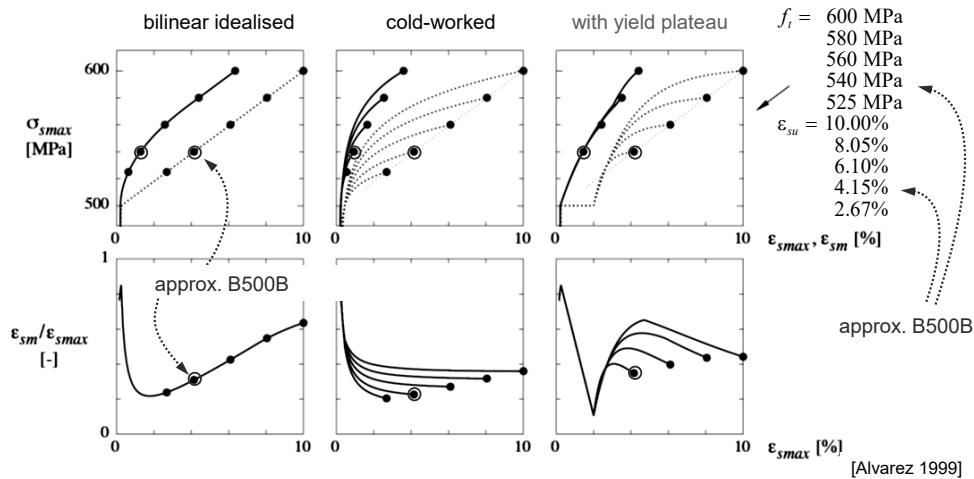 bilinear idealised
cold-worked
with yield plateau
f_t = 600 MPa
580 MPa
560 MPa
540 MPa
525 MPa
ε_su = 10.00%
8.05%
6.10%
4.15%
2.67%
600
σ_smax
[MPa]
500
0 10 0 10 0 10 ε_smax, ε_sm [%]
1
approx. B500B
approx. B500B
ε_sm/ε_smax
[-]
0
0 10 0 10 0 10 ε_smax [%]
[Alvarez 1999]